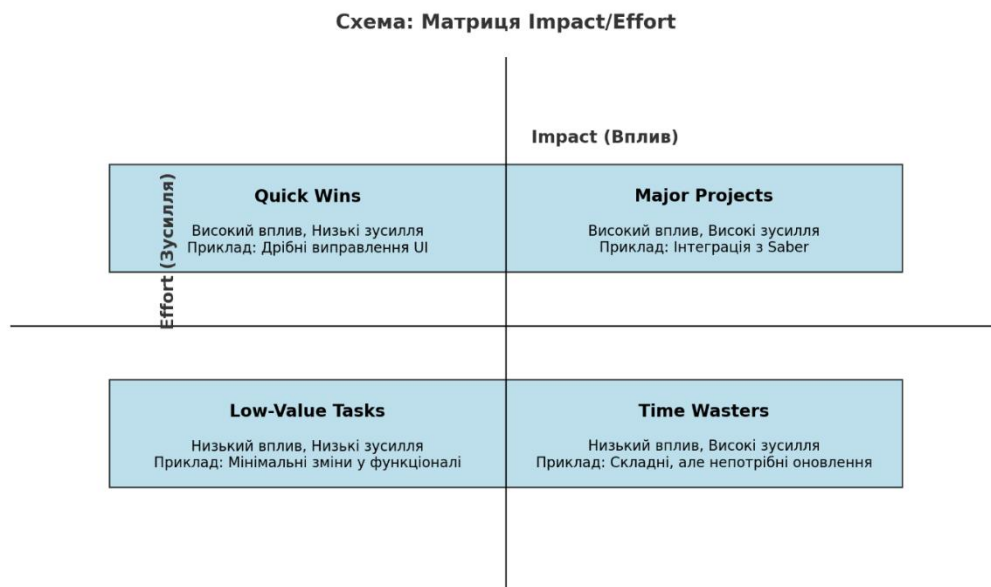 Схема: Матриця Impact/Effort
Impact (Вплив)
Effort (Зусилля)
Quick Wins
Високий вплив, Низькі зусилля
Приклад: Дрібні виправлення UI
Major Projects
Високий вплив, Високі зусилля
Приклад: Інтеграція з Saber
Low-Value Tasks
Низький вплив, Низькі зусилля
Приклад: Мінімальні зміни у функціоналі
Time Wasters
Низький вплив, Високі зусилля
Приклад: Складні, але непотрібні оновлення